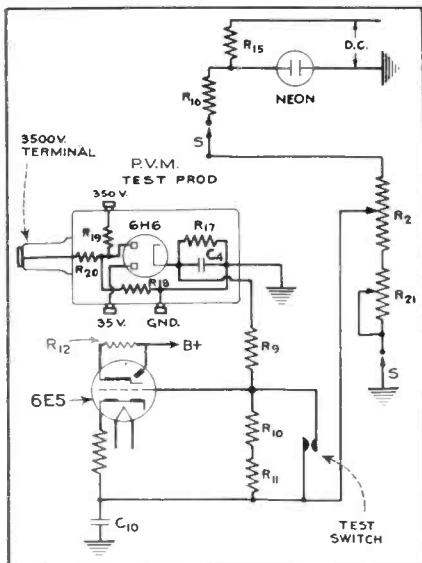 R15
D.C.
NEON
R16
S
3500V.
TERMINAL
P.V.M.
TEST PROD
350 V.
6H6
R17
R19
C4
R20
R18
35 V.
GND.
R2
R21
S
R12
B+
R9
6E5
R10
R11
C10
TEST
SWITCH